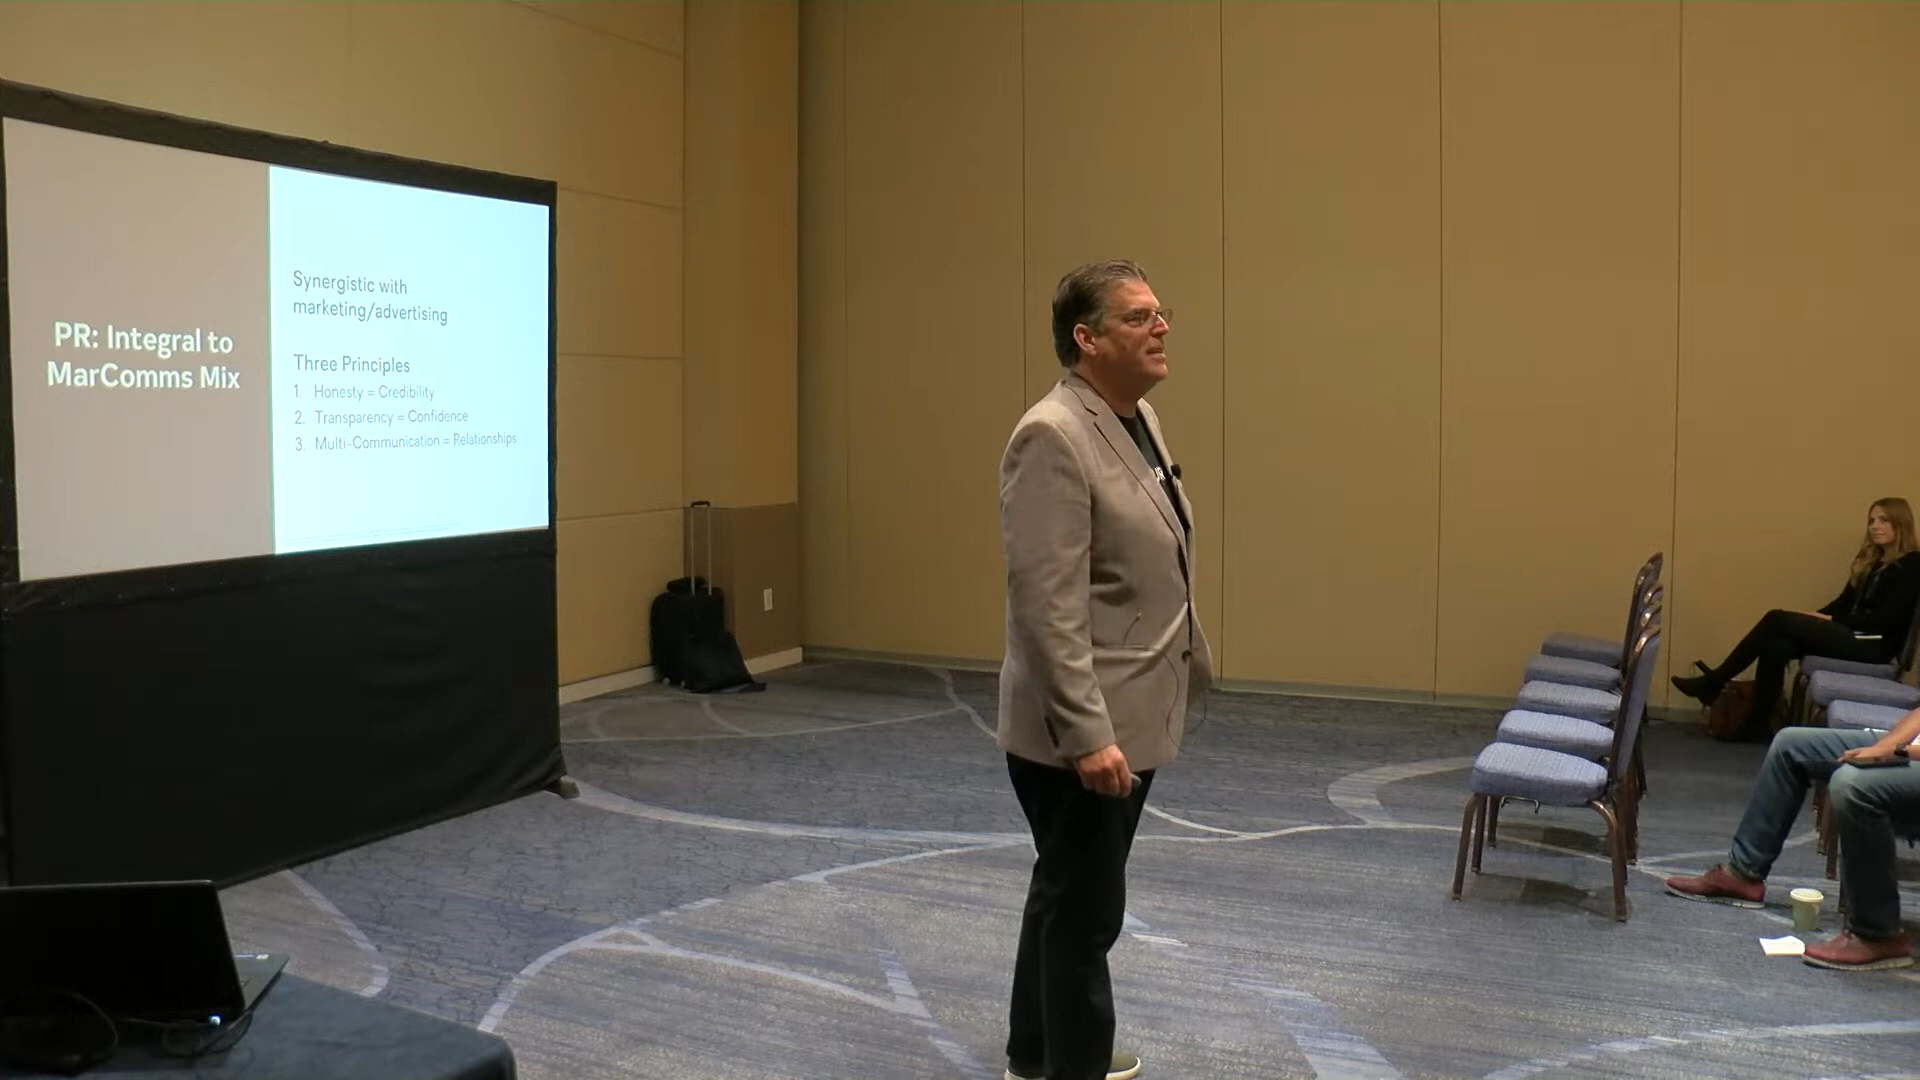 PR: Integral to
MarComms Mix
Synergistic with
marketing/advertising
Three Principles
1. Honesty = Credibility
2. Transparency = Confidence
3. Multi-Communication = Relationships